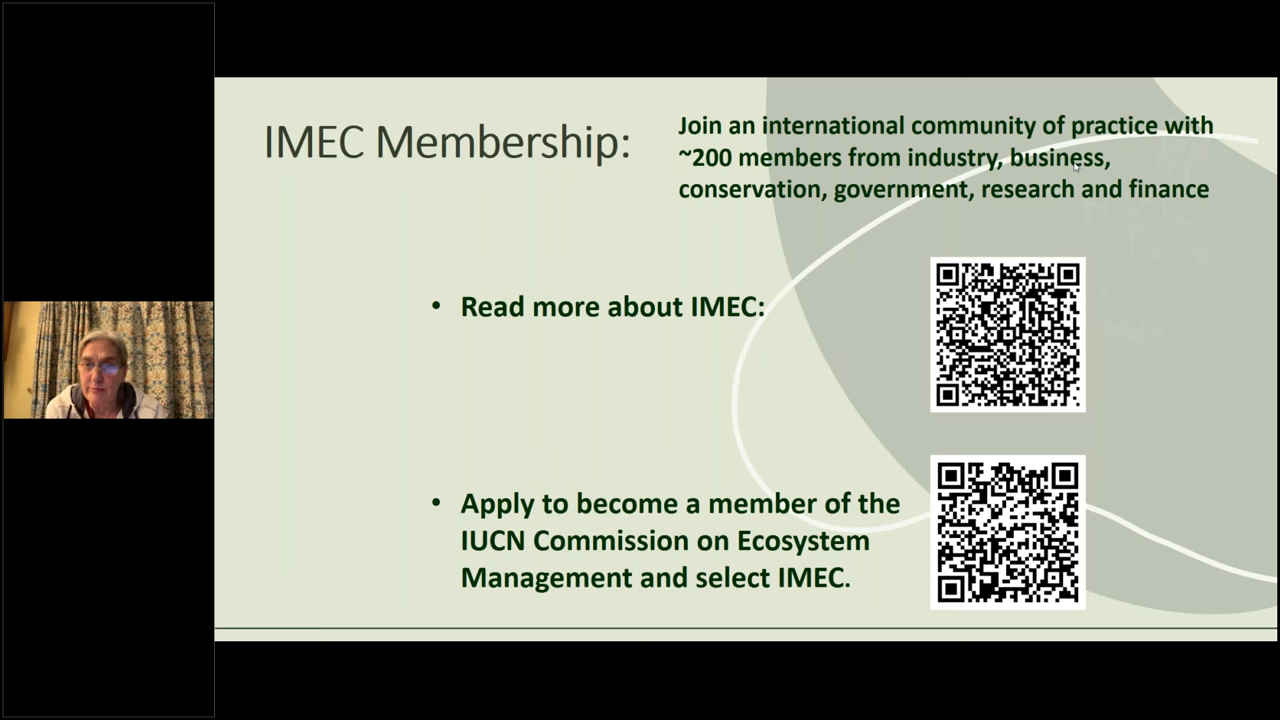 IMEC Membership:
Join an international community of practice with
~200 members from industry, business,
conservation, government, research and finance
• Read more about IMEC:
• Apply to become a member of the
IUCN Commission on Ecosystem
Management and select IMEC.